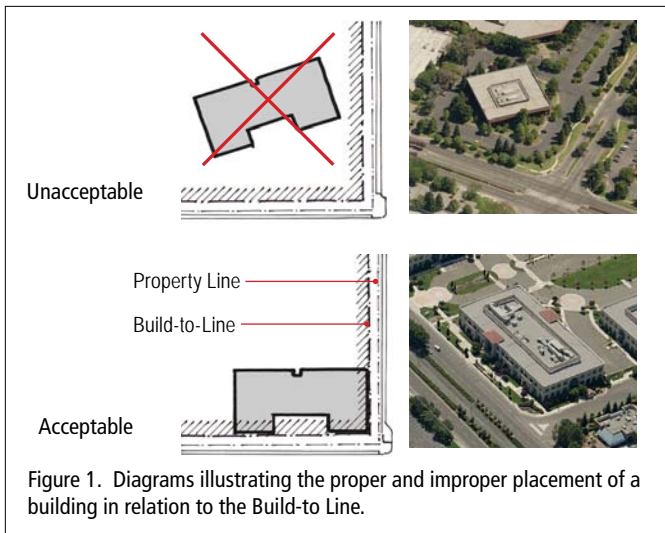 Unacceptable
Property Line
Build-to-Line
Acceptable
Figure 1.  Diagrams illustrating the proper and improper placement of a
building in relation to the Build-to Line.